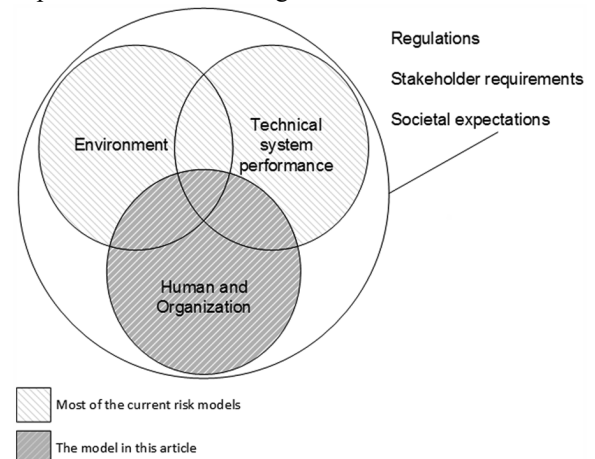 Regulations
Stakeholder requirements
Societal expectations
Environment
Technical
system
performance
Human and
Organization
Most of the current risk models
The model in this article